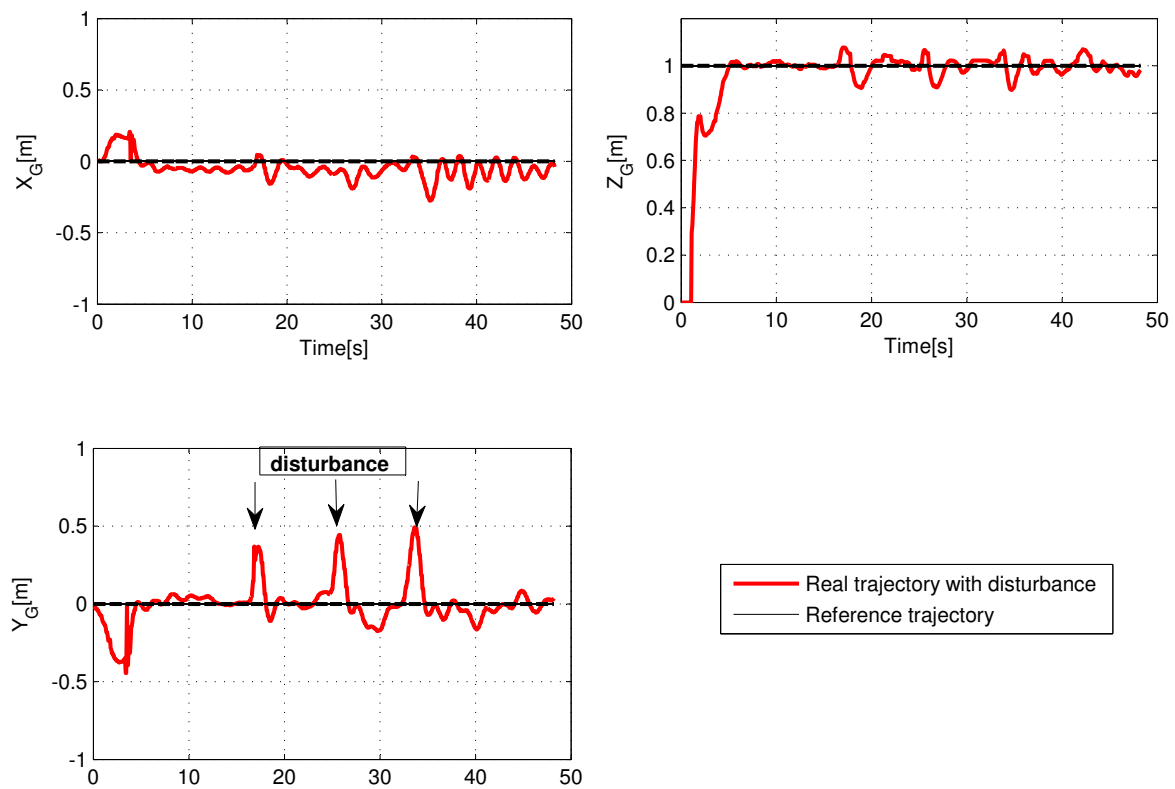 1
0.5
0
-0.5
-1
X_G[m]
0 10 20 30 40 50
Time[s]
1
0.8
0.6
0.4
0.2
0
Z_G[m]
0 10 20 30 40 50
Time[s]
1
0.5
0
-0.5
-1
Y_G[m]
disturbance
0 10 20 30 40 50
Real trajectory with disturbance
Reference trajectory